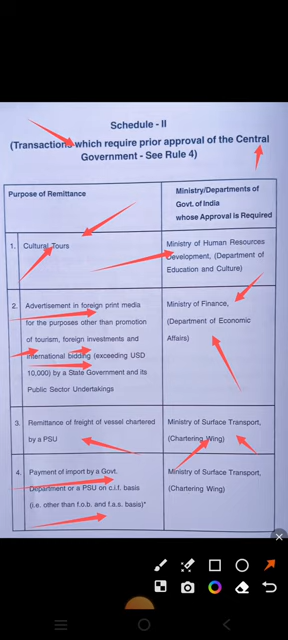 Schedule - II
(Transactions which require prior approval of the Central
Government - See Rule 4)
Purpose of Remittance
Ministry/Departments of
Govt. of India
whose Approval is Required
1. Cultural Tours
Ministry of Human Resources
Development, (Department of
Education and Culture)
2. Advertisement in foreign print media
for the purposes other than promotion
of tourism, foreign investments and
international bidding (exceeding USD
10,000) by a State Government and its
Public Sector Undertakings
Ministry of Finance,
(Department of Economic
Affairs)
3. Remittance of freight of vessel chartered
by a PSU
Ministry of Surface Transport,
(Chartering Wing)
4. Payment of import by a Govt.
Department or a PSU on c.i.f. basis
(i.e. other than f.o.b. and f.a.s. basis)*
Ministry of Surface Transport,
(Chartering Wing)